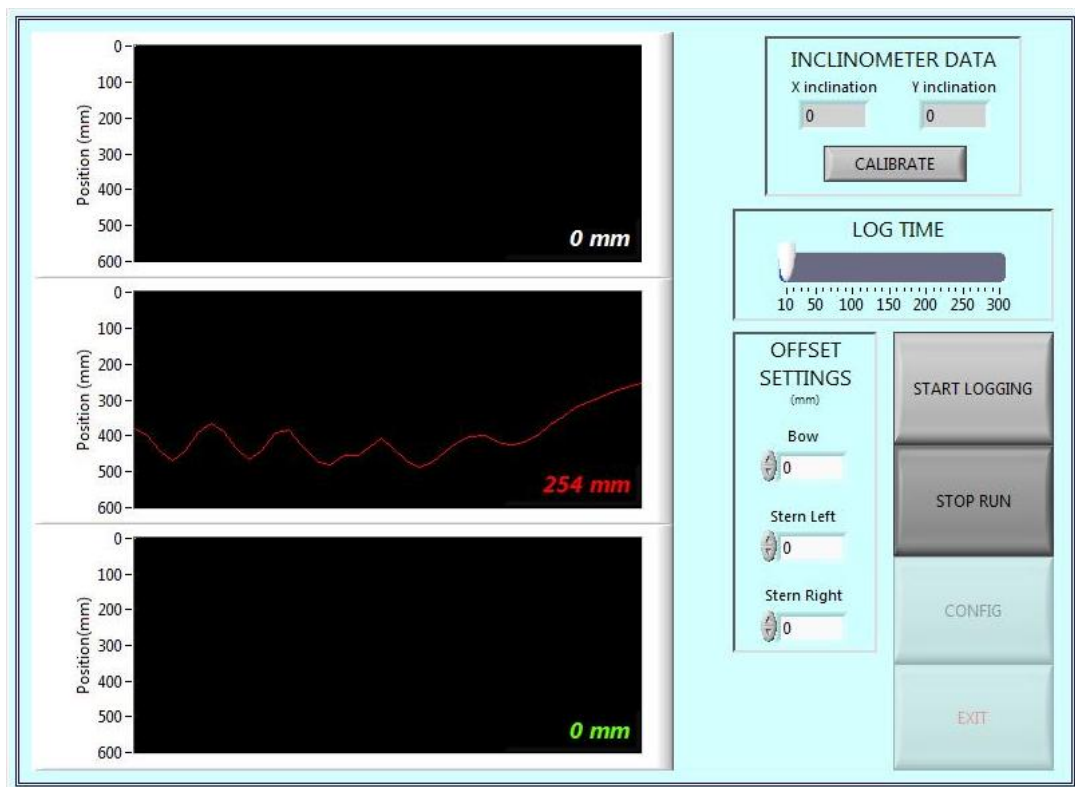 0
100
200
300
400
500
600
Position (mm)
0 mm
0
100
200
300
400
500
600
Position (mm)
254 mm
0
100
200
300
400
500
600
Position(mm)
0 mm
INCLINOMETER DATA
X inclination Y inclination
0 0
CALIBRATE
LOG TIME
10 50 100 150 200 250 300
OFFSET
SETTINGS
(mm)
Bow
0
Stern Left
0
Stern Right
0
START LOGGING
STOP RUN
CONFIG
EXIT